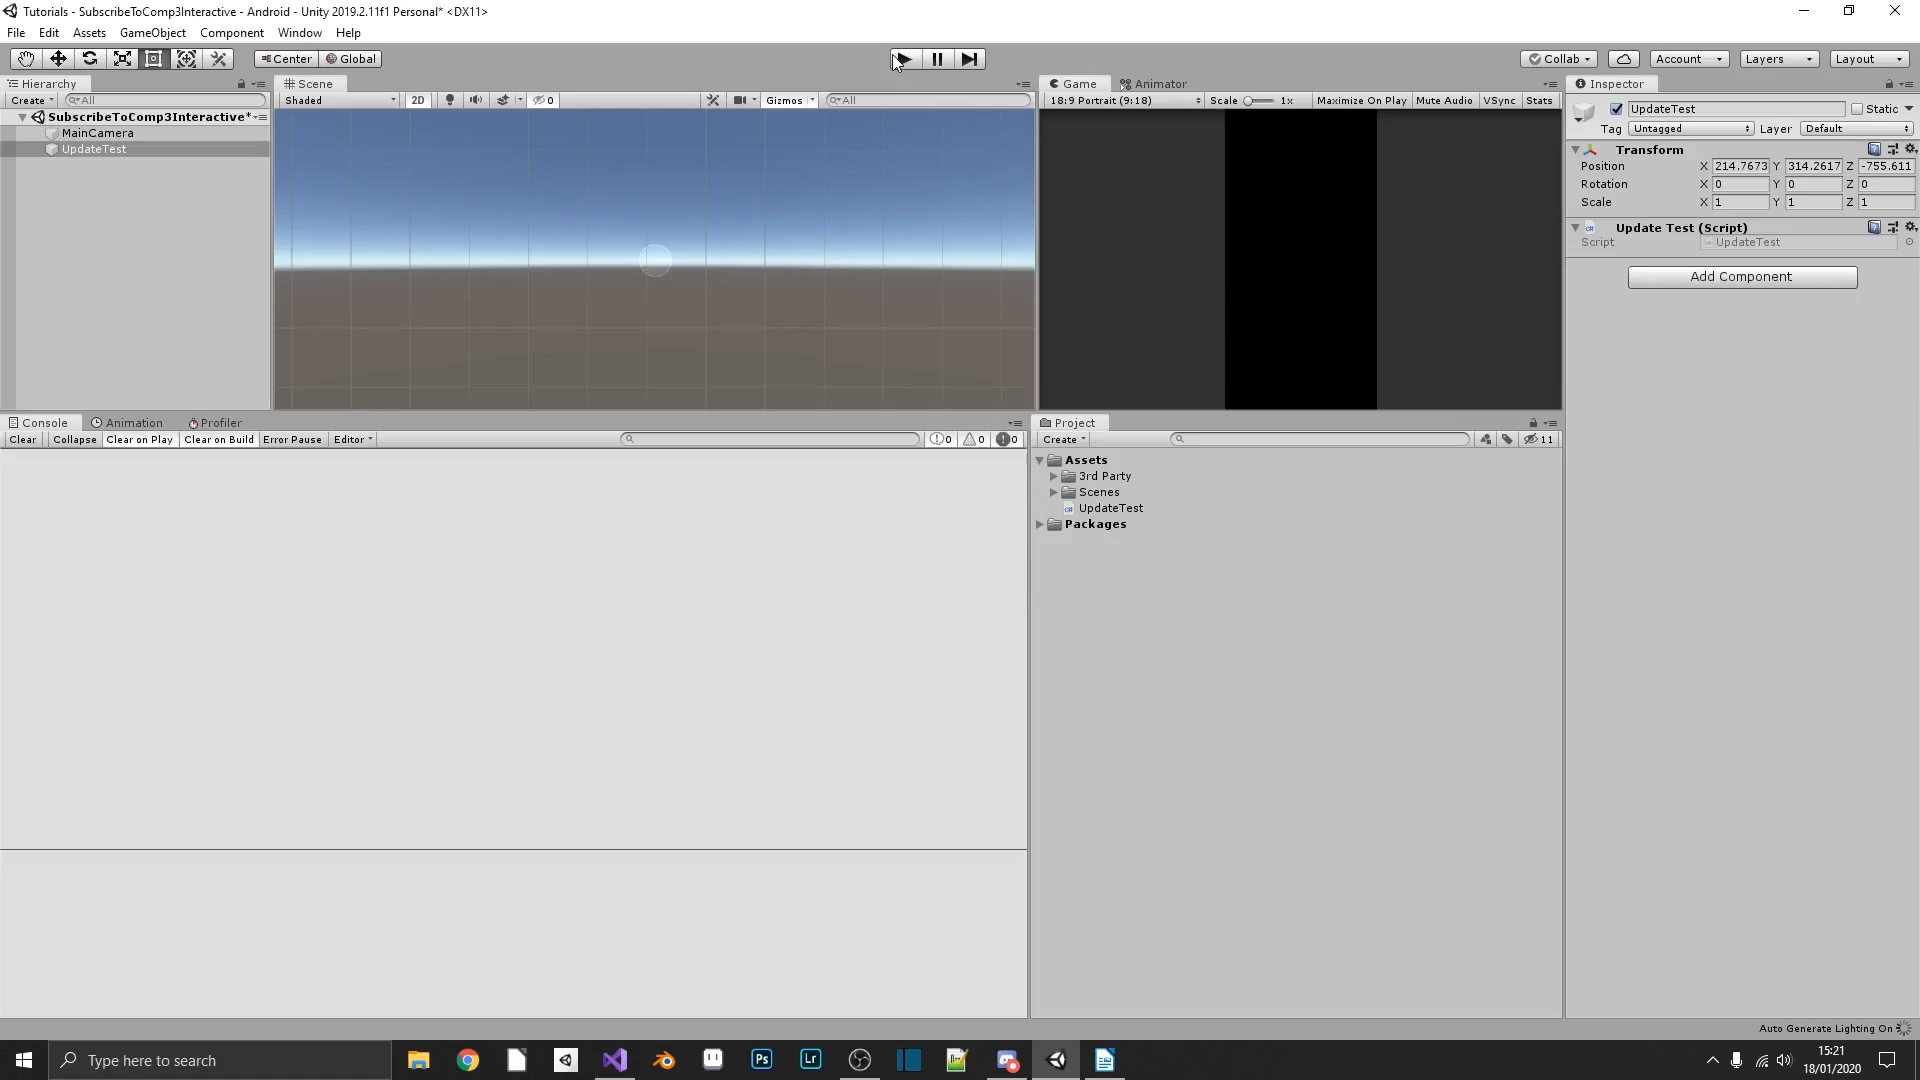 Tutorials - SubscribeToComp3Interactive - Android - Unity 2019.2.11f1 Personal* <DX11>
File Edit Assets GameObject Component Window Help
Center Global Collab Account Layers Layout
Hierarchy
Create All
SubscribeToComp3Interactive*
MainCamera
UpdateTest
Scene
Shaded 2D 0 Gizmos All
Game Animator
18:9 Portrait (9:18) Scale 1x Maximize On Play Mute Audio VSync Stats
Inspector
UpdateTest Static
Tag Untagged Layer Default
Transform
Position X 214.7673 Y 314.2617 Z -755.611
Rotation X 0 Y 0 Z 0
Scale X 1 Y 1 Z 1
Update Test (Script)
Script UpdateTest
Add Component
Console Animation Profiler
Clear Collapse Clear on Play Clear on Build Error Pause Editor 0 0 0
Project
Create 11
Assets
3rd Party
Scenes
UpdateTest
Packages
Auto Generate Lighting On
Type here to search
Ps Lr
15:21
18/01/2020